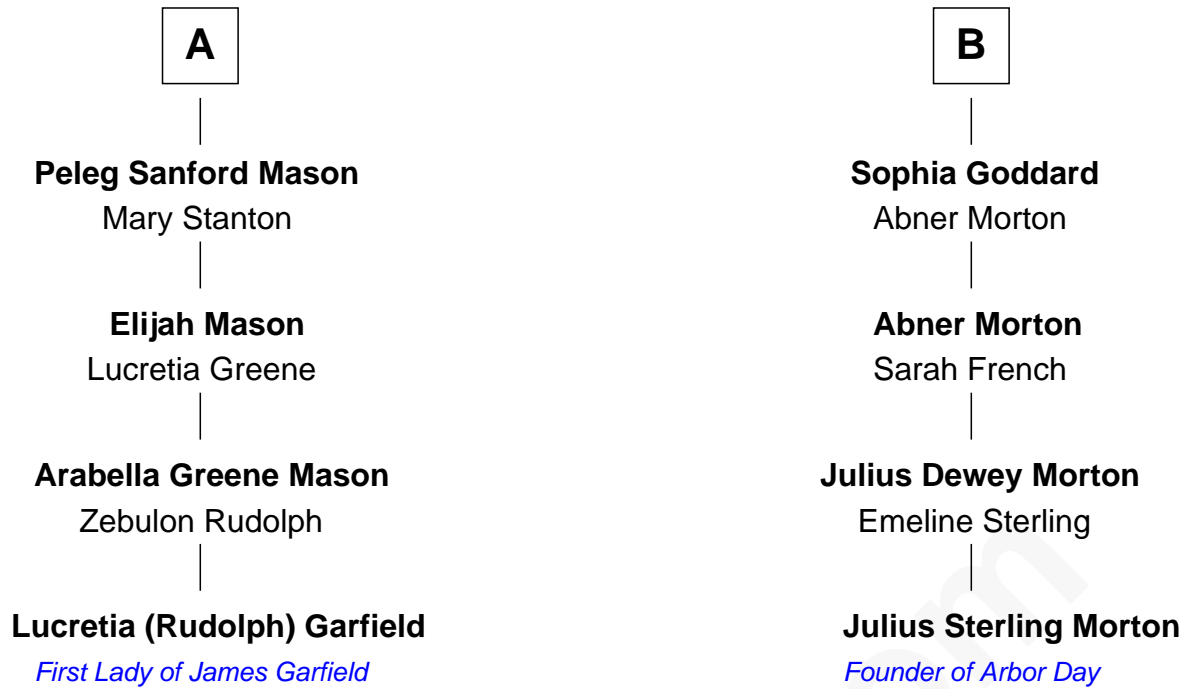 A
Peleg Sanford Mason
Mary Stanton
Elijah Mason
Lucretia Greene
Arabella Greene Mason
Zebulon Rudolph
Lucretia (Rudolph) Garfield
First Lady of James Garfield
B
Sophia Goddard
Abner Morton
Abner Morton
Sarah French
Julius Dewey Morton
Emeline Sterling
Julius Sterling Morton
Founder of Arbor Day